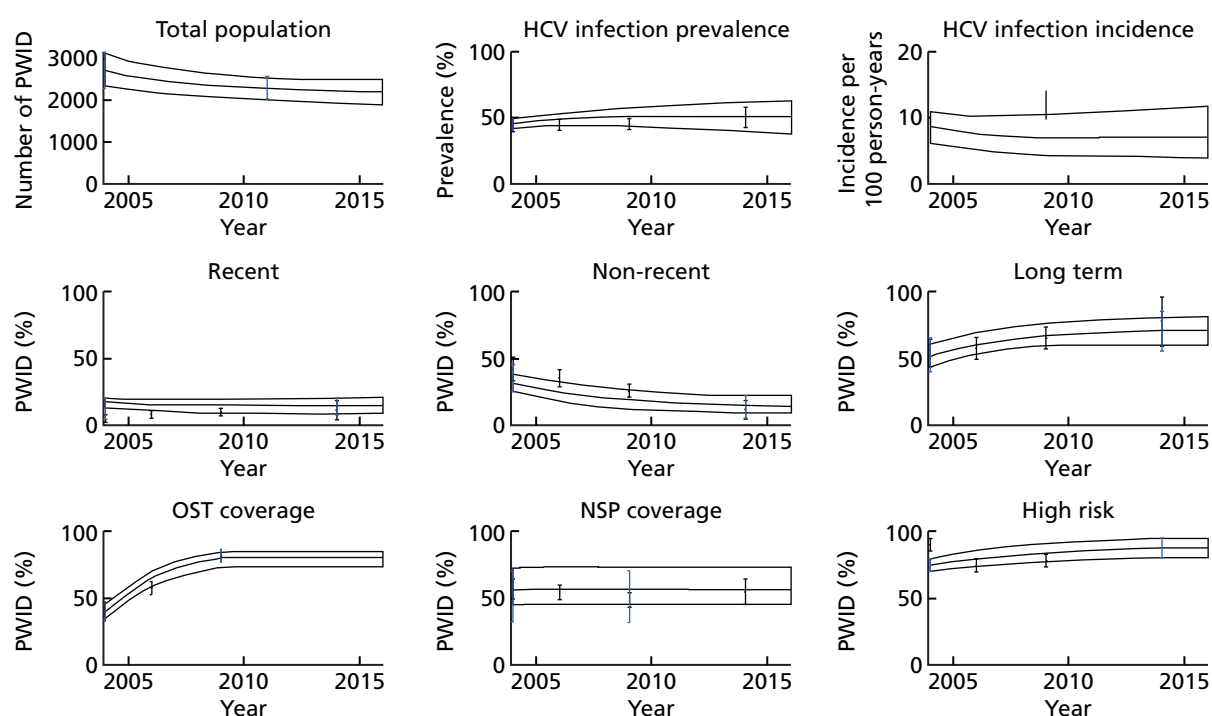 Total population
Number of PWID
3000
2000
1000
0
2005
2010
2015
Year
HCV infection prevalence
Prevalence (%)
100
50
0
2005
2010
2015
Year
HCV infection incidence
Incidence per
100 person-years
20
10
0
2005
2010
2015
Year
Recent
PWID (%)
100
50
0
2005
2010
2015
Year
Non-recent
PWID (%)
100
50
0
2005
2010
2015
Year
Long term
PWID (%)
100
50
0
2005
2010
2015
Year
OST coverage
PWID (%)
100
50
0
2005
2010
2015
Year
NSP coverage
PWID (%)
100
50
0
2005
2010
2015
Year
High risk
PWID (%)
100
50
0
2005
2010
2015
Year